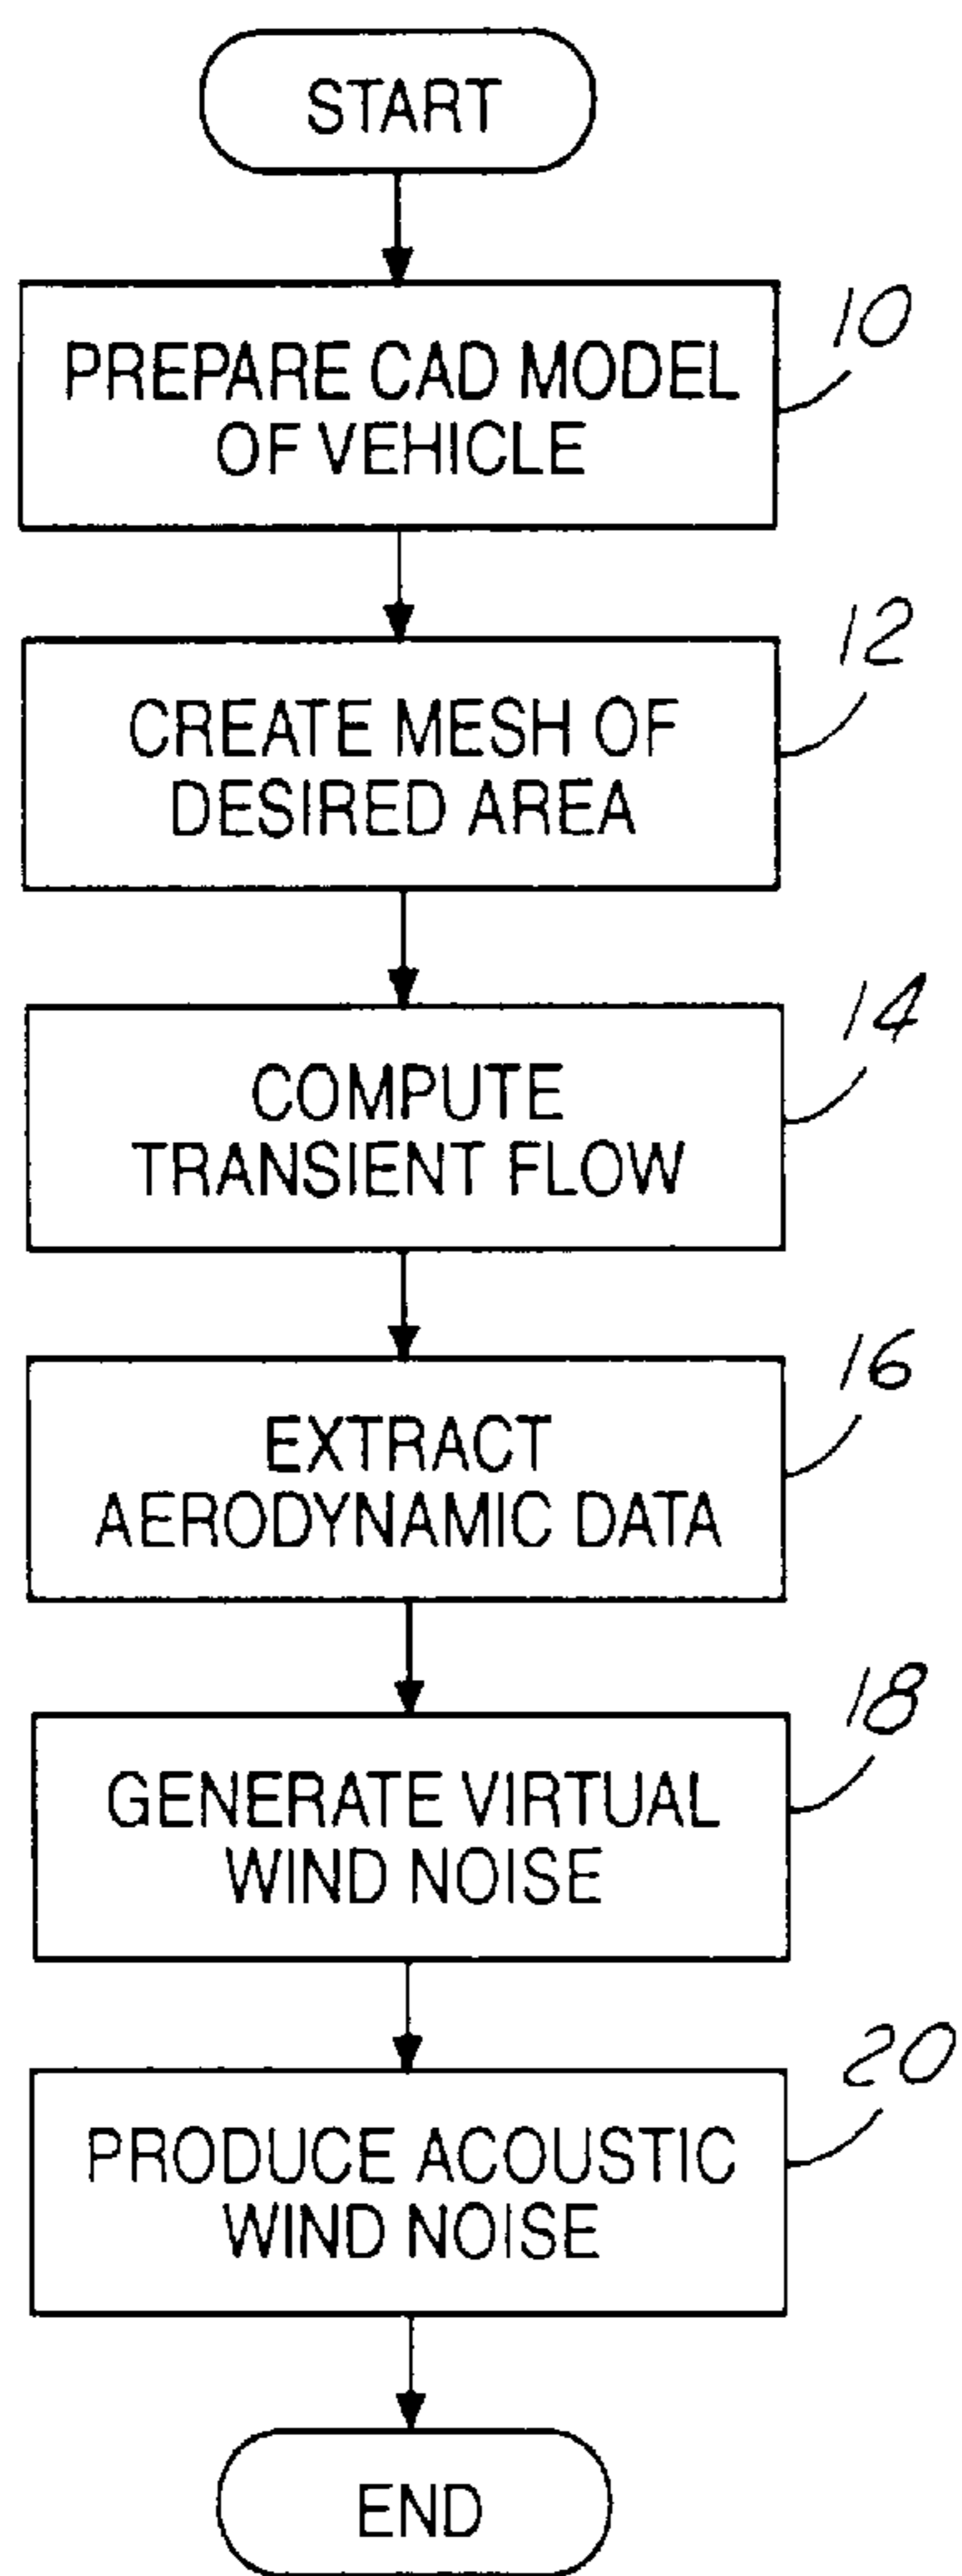 START
10
PREPARE CAD MODEL
OF VEHICLE
12
CREATE MESH OF
DESIRED AREA
14
COMPUTE
TRANSIENT FLOW
16
EXTRACT
AERODYNAMIC DATA
18
GENERATE VIRTUAL
WIND NOISE
20
PRODUCE ACOUSTIC
WIND NOISE
END